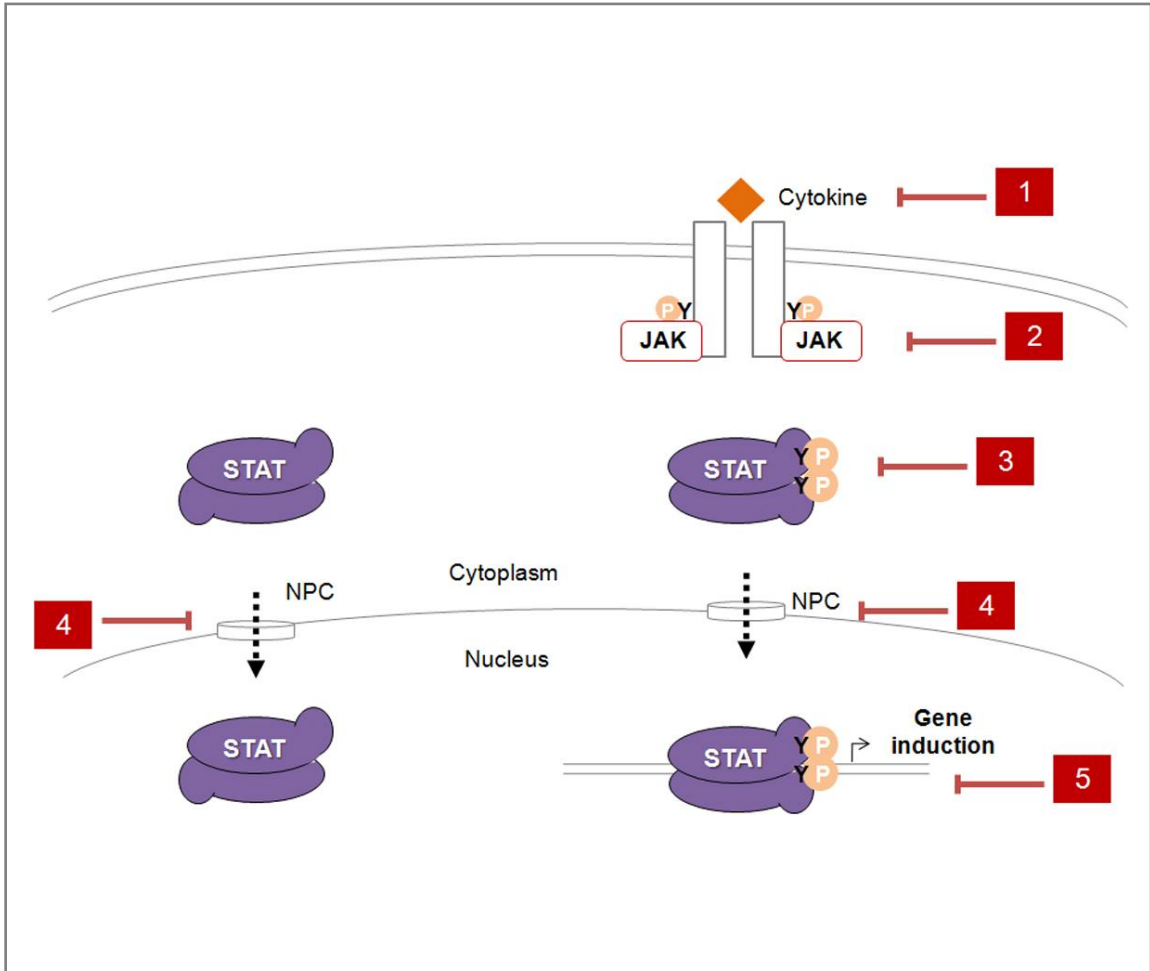 Cytokine
1
P Y
Y P
JAK
JAK
2
STAT
STAT
Y P
Y P
3
Cytoplasm
NPC
NPC
4
4
Nucleus
STAT
STAT
Y P
Y P
Gene
induction
5